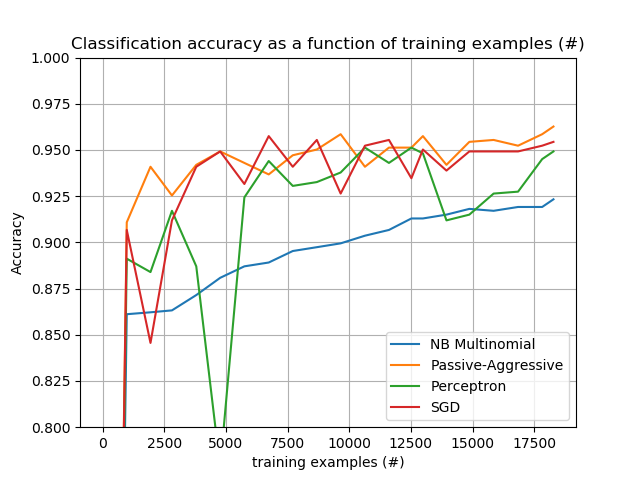 Classification accuracy as a function of training examples (#)
1.000
0.975
0.950
0.925
0.900
0.875
0.850
0.825
0.800
Accuracy
NB Multinomial
Passive-Aggressive
Perceptron
SGD
0 2500 5000 7500 10000 12500 15000 17500
training examples (#)